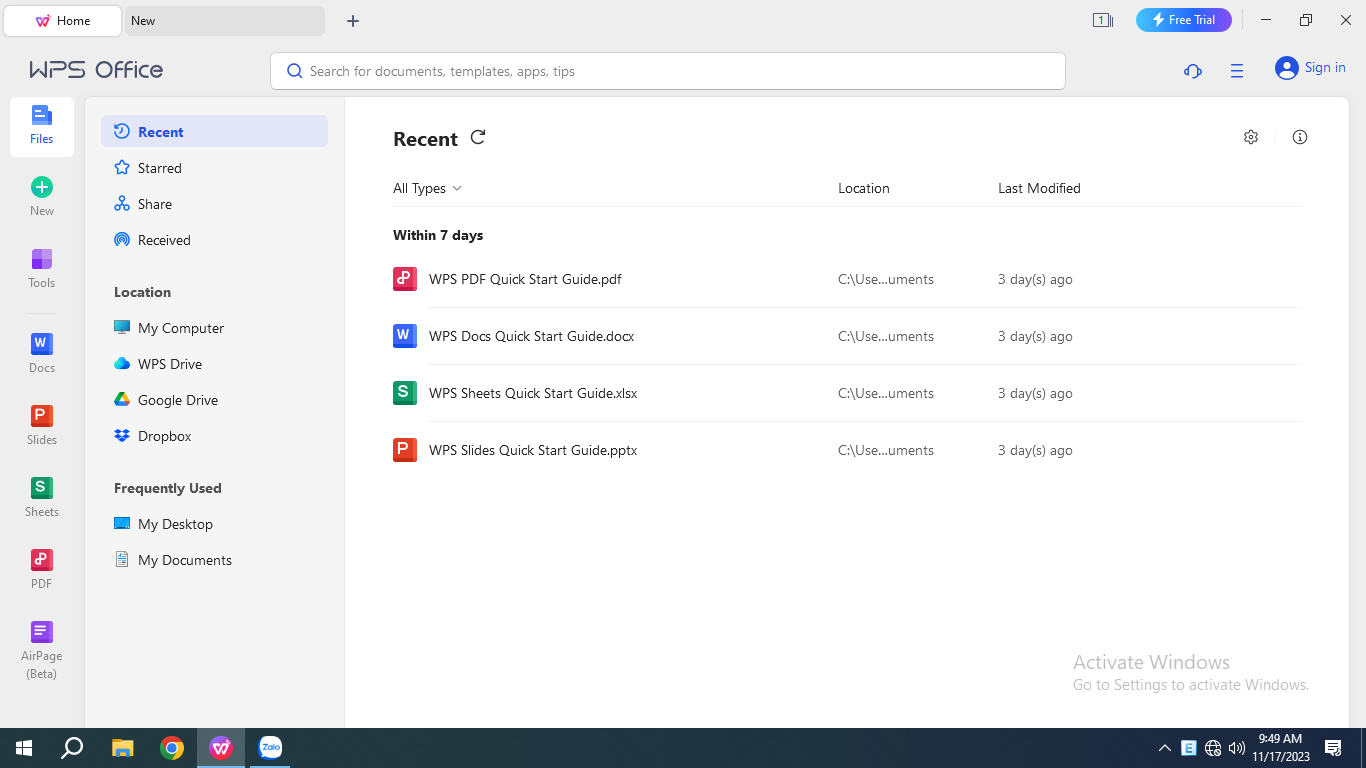 Home
New
1
Free Trial
WPS Office
Search for documents, templates, apps, tips
Sign in
Files
New
Tools
Docs
Slides
Sheets
PDF
AirPage
(Beta)
Recent
Starred
Share
Received
Location
My Computer
WPS Drive
Google Drive
Dropbox
Frequently Used
My Desktop
My Documents
Recent
All Types Location Last Modified
Within 7 days
WPS PDF Quick Start Guide.pdf C:\Use...uments 3 day(s) ago
WPS Docs Quick Start Guide.docx C:\Use...uments 3 day(s) ago
WPS Sheets Quick Start Guide.xlsx C:\Use...uments 3 day(s) ago
WPS Slides Quick Start Guide.pptx C:\Use...uments 3 day(s) ago
Activate Windows
Go to Settings to activate Windows.
Zalo
E
9:49 AM
11/17/2023